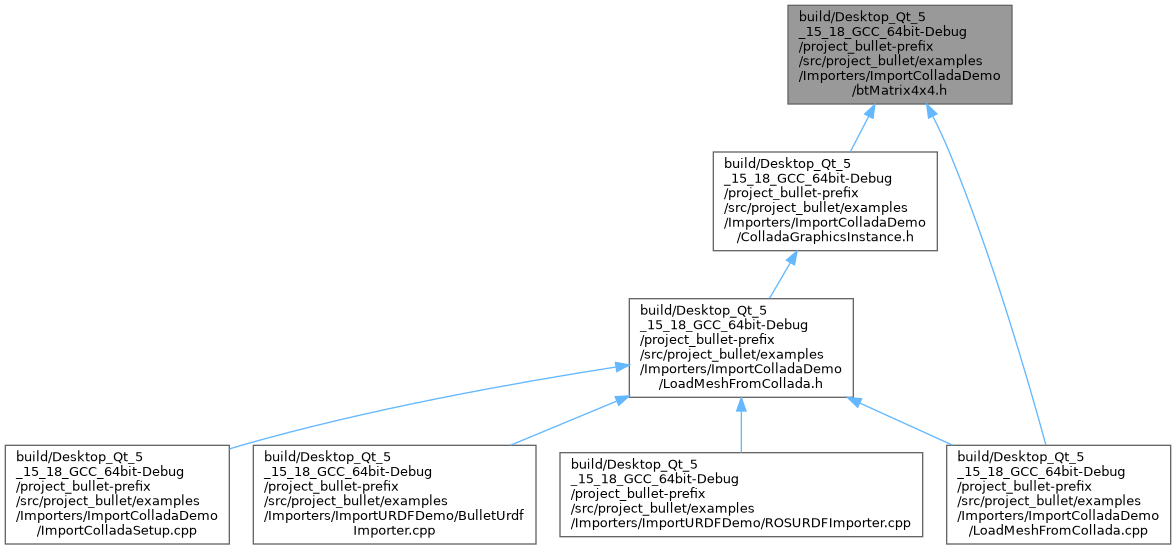 build/Desktop_Qt_5
_15_18_GCC_64bit-Debug
/project_bullet-prefix
/src/project_bullet/examples
/Importers/ImportColladaDemo
/btMatrix4x4.h
build/Desktop_Qt_5
_15_18_GCC_64bit-Debug
/project_bullet-prefix
/src/project_bullet/examples
/Importers/ImportColladaDemo
/ColladaGraphicsInstance.h
build/Desktop_Qt_5
_15_18_GCC_64bit-Debug
/project_bullet-prefix
/src/project_bullet/examples
/Importers/ImportColladaDemo
/LoadMeshFromCollada.h
build/Desktop_Qt_5
_15_18_GCC_64bit-Debug
/project_bullet-prefix
/src/project_bullet/examples
/Importers/ImportColladaDemo
/ImportColladaSetup.cpp
build/Desktop_Qt_5
_15_18_GCC_64bit-Debug
/project_bullet-prefix
/src/project_bullet/examples
/Importers/ImportURDFDemo/BulletUrdf
Importer.cpp
build/Desktop_Qt_5
_15_18_GCC_64bit-Debug
/project_bullet-prefix
/src/project_bullet/examples
/Importers/ImportURDFDemo/ROSURDFImporter.cpp
build/Desktop_Qt_5
_15_18_GCC_64bit-Debug
/project_bullet-prefix
/src/project_bullet/examples
/Importers/ImportColladaDemo
/LoadMeshFromCollada.cpp